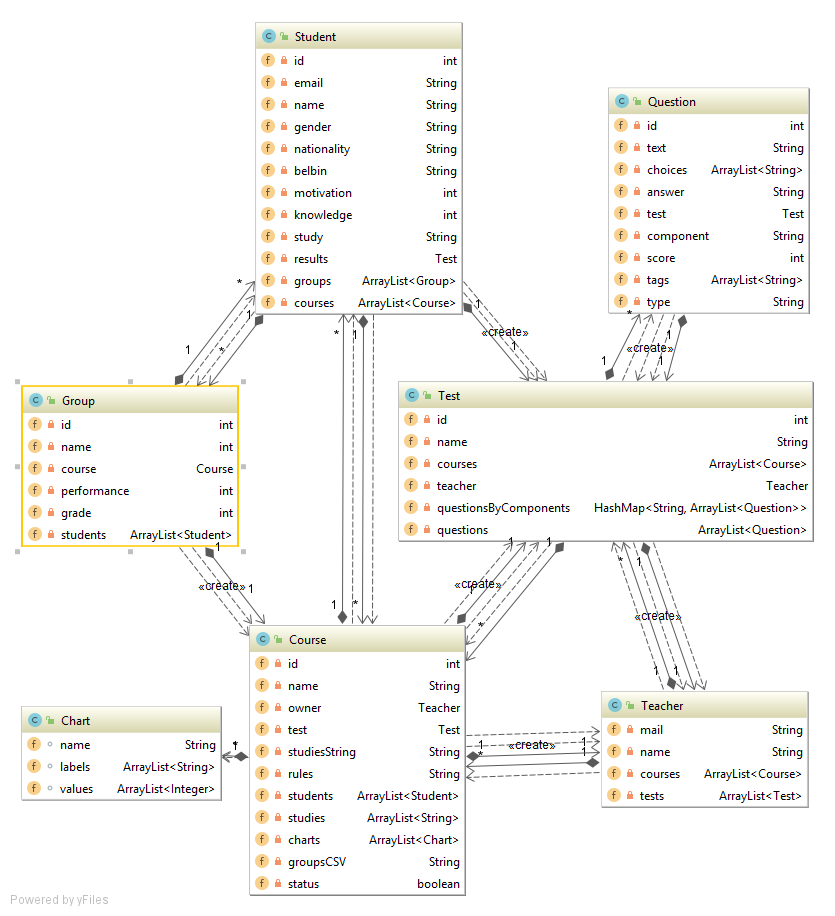 Student
id int
email String
name String
gender String
nationality String
belbin String
motivation int
knowledge int
study String
results Test
groups ArrayList<Group>
courses ArrayList<Course>
Question
id int
text String
choices ArrayList<String>
answer String
test Test
component String
score int
tags ArrayList<String>
type String
* 1 1 *
1 «create» 1
* 1 «create» 1 1
* 1
Group
id int
name int
course Course
performance int
grade int
students ArrayList<Student>
Test
id int
name String
courses ArrayList<Course>
teacher Teacher
questionsByComponents HashMap<String, ArrayList<Question>>
questions ArrayList<Question>
1 «create» 1
1 *
1 1 «create» 1 *
* 1 «create» 1 1
Course
id int
name String
owner Teacher
test Test
studiesString String
rules String
students ArrayList<Student>
studies ArrayList<String>
charts ArrayList<Chart>
groupsCSV String
status boolean
Chart
name String
labels ArrayList<String>
values ArrayList<Integer>
1 «create» 1
* 1
Teacher
mail String
name String
courses ArrayList<Course>
tests ArrayList<Test>
Powered by yFiles